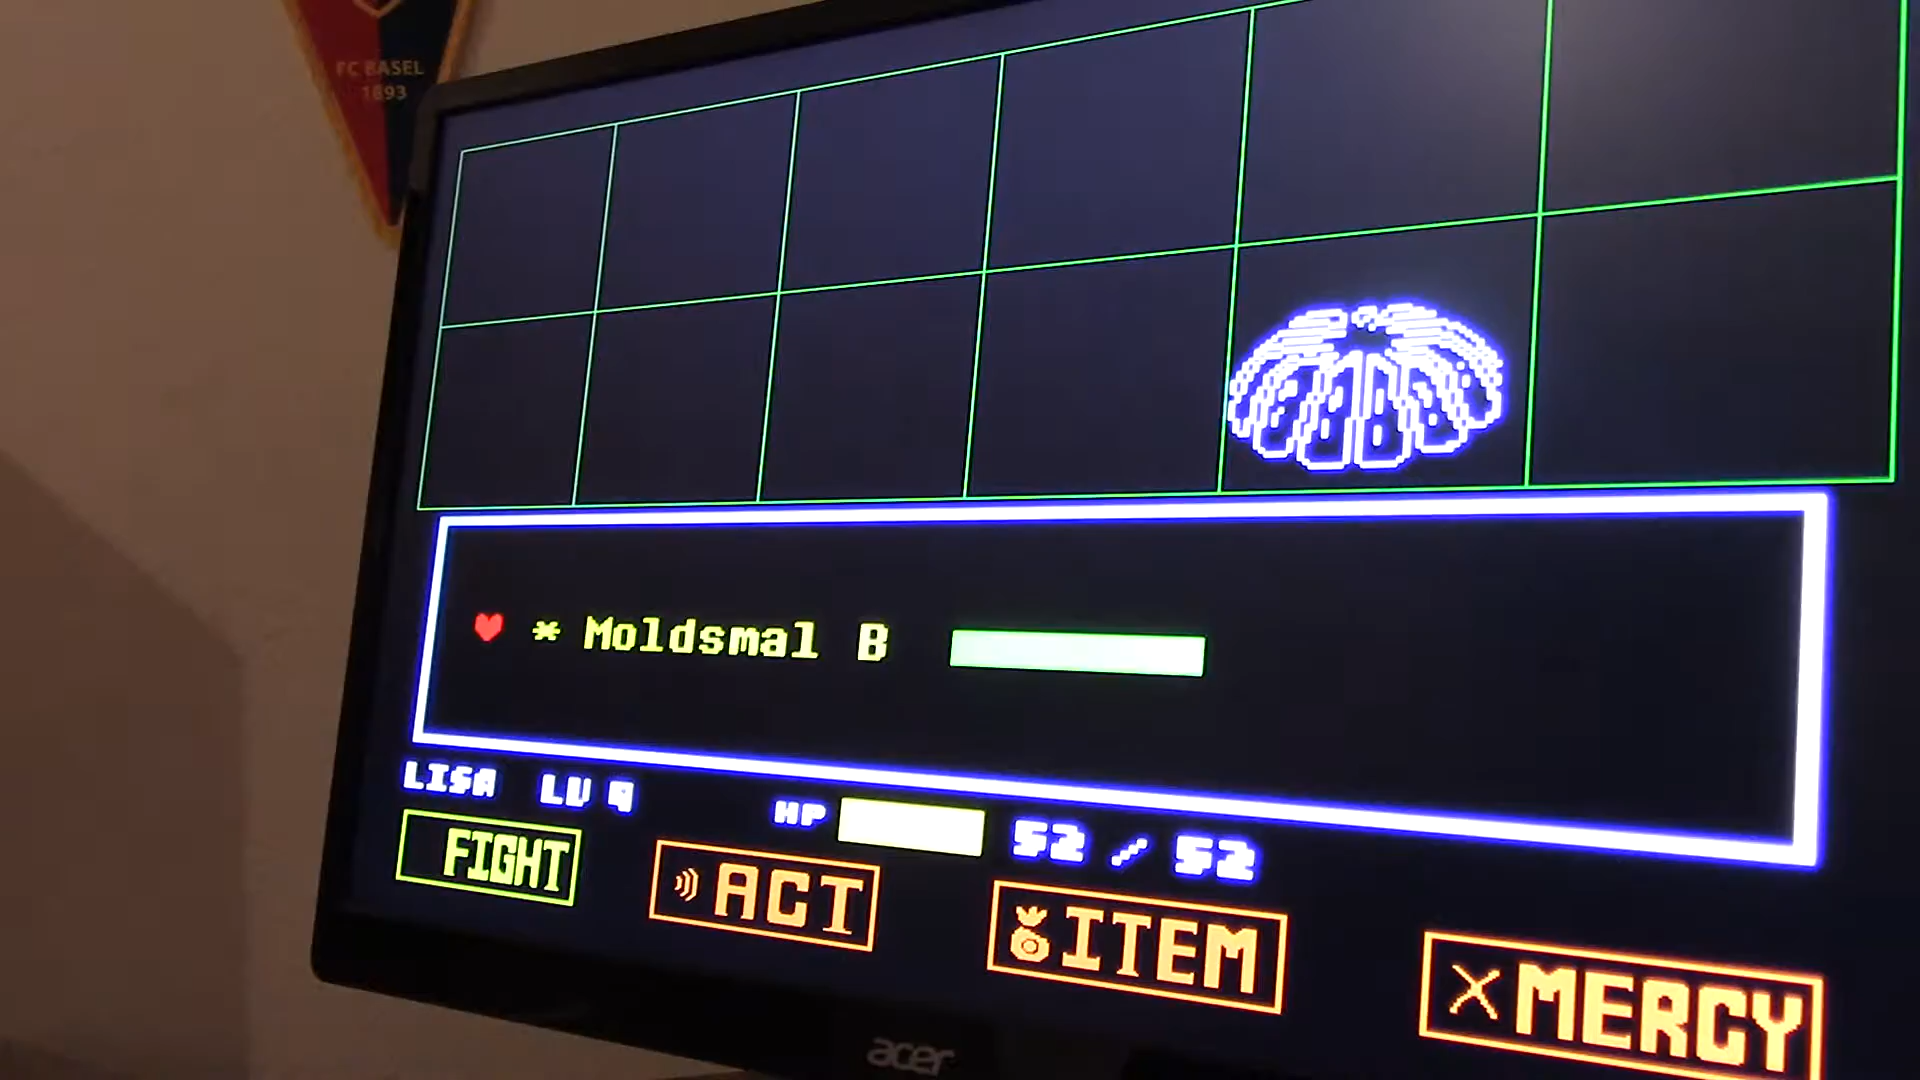 FC BASEL
1893
* Moldsmal B
LISA LV 9 HP 52 / 52
FIGHT ACT ITEM MERCY
acer